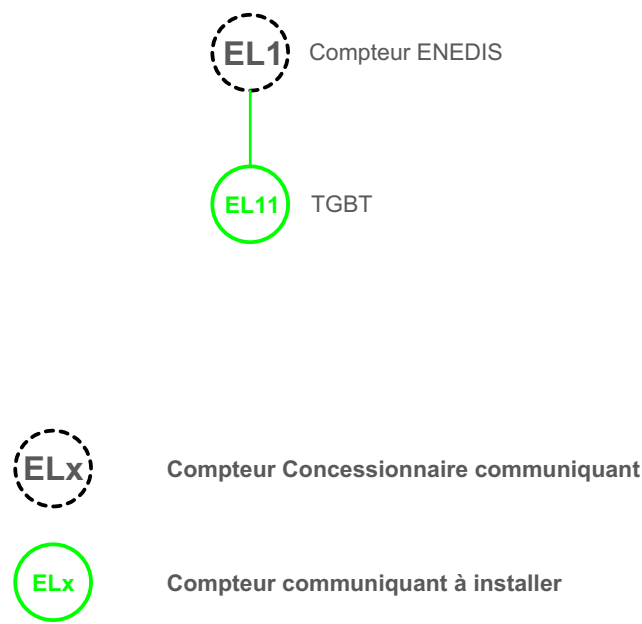 EL1 Compteur ENEDIS
EL11 TGBT
ELx Compteur Concessionnaire communiquant
ELx Compteur communiquant à installer